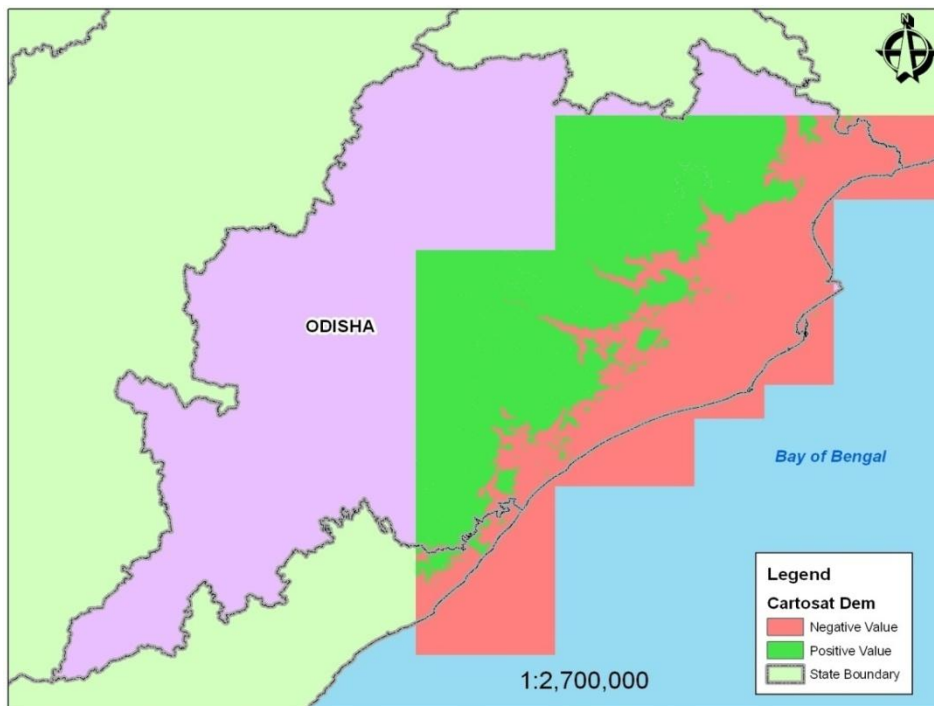 N
ODISHA
Bay of Bengal
Legend
Cartosat Dem
Negative Value
Positive Value
State Boundary
1:2,700,000